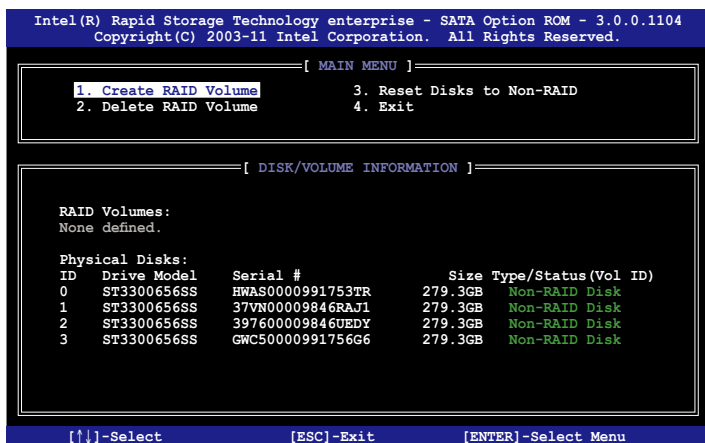 Intel(R) Rapid Storage Technology enterprise - SATA Option ROM - 3.0.0.1104
Copyright(C) 2003-11 Intel Corporation. All Rights Reserved.
[ MAIN MENU ]
1. Create RAID Volume 3. Reset Disks to Non-RAID
2. Delete RAID Volume 4. Exit
[ DISK/VOLUME INFORMATION ]
RAID Volumes:
None defined.
Physical Disks:
ID Drive Model Serial # Size Type/Status(Vol ID)
0 ST3300656SS HWAS0000991753TR 279.3GB Non-RAID Disk
1 ST3300656SS 37VN00009846RAJ1 279.3GB Non-RAID Disk
2 ST3300656SS 397600009846UEDY 279.3GB Non-RAID Disk
3 ST3300656SS GWC50000991756G6 279.3GB Non-RAID Disk
[↑↓]-Select [ESC]-Exit [ENTER]-Select Menu